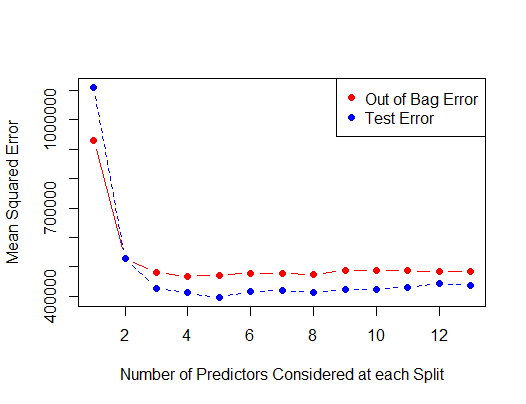 Out of Bag Error
Test Error
Mean Squared Error
1000000
700000
400000
2 4 6 8 10 12
Number of Predictors Considered at each Split